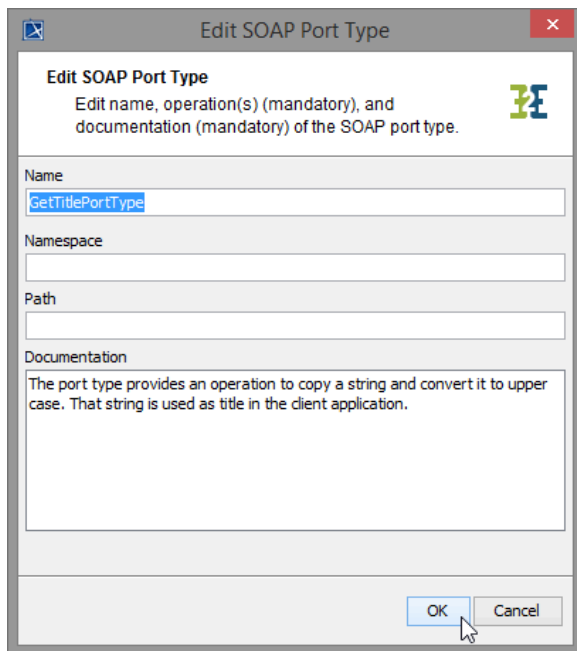 Edit SOAP Port Type
Edit SOAP Port Type
Edit name, operation(s) (mandatory), and
documentation (mandatory) of the SOAP port type.
E2E
Name
GetTitlePortType
Namespace
Path
Documentation
The port type provides an operation to copy a string and convert it to upper
case. That string is used as title in the client application.
OK
Cancel